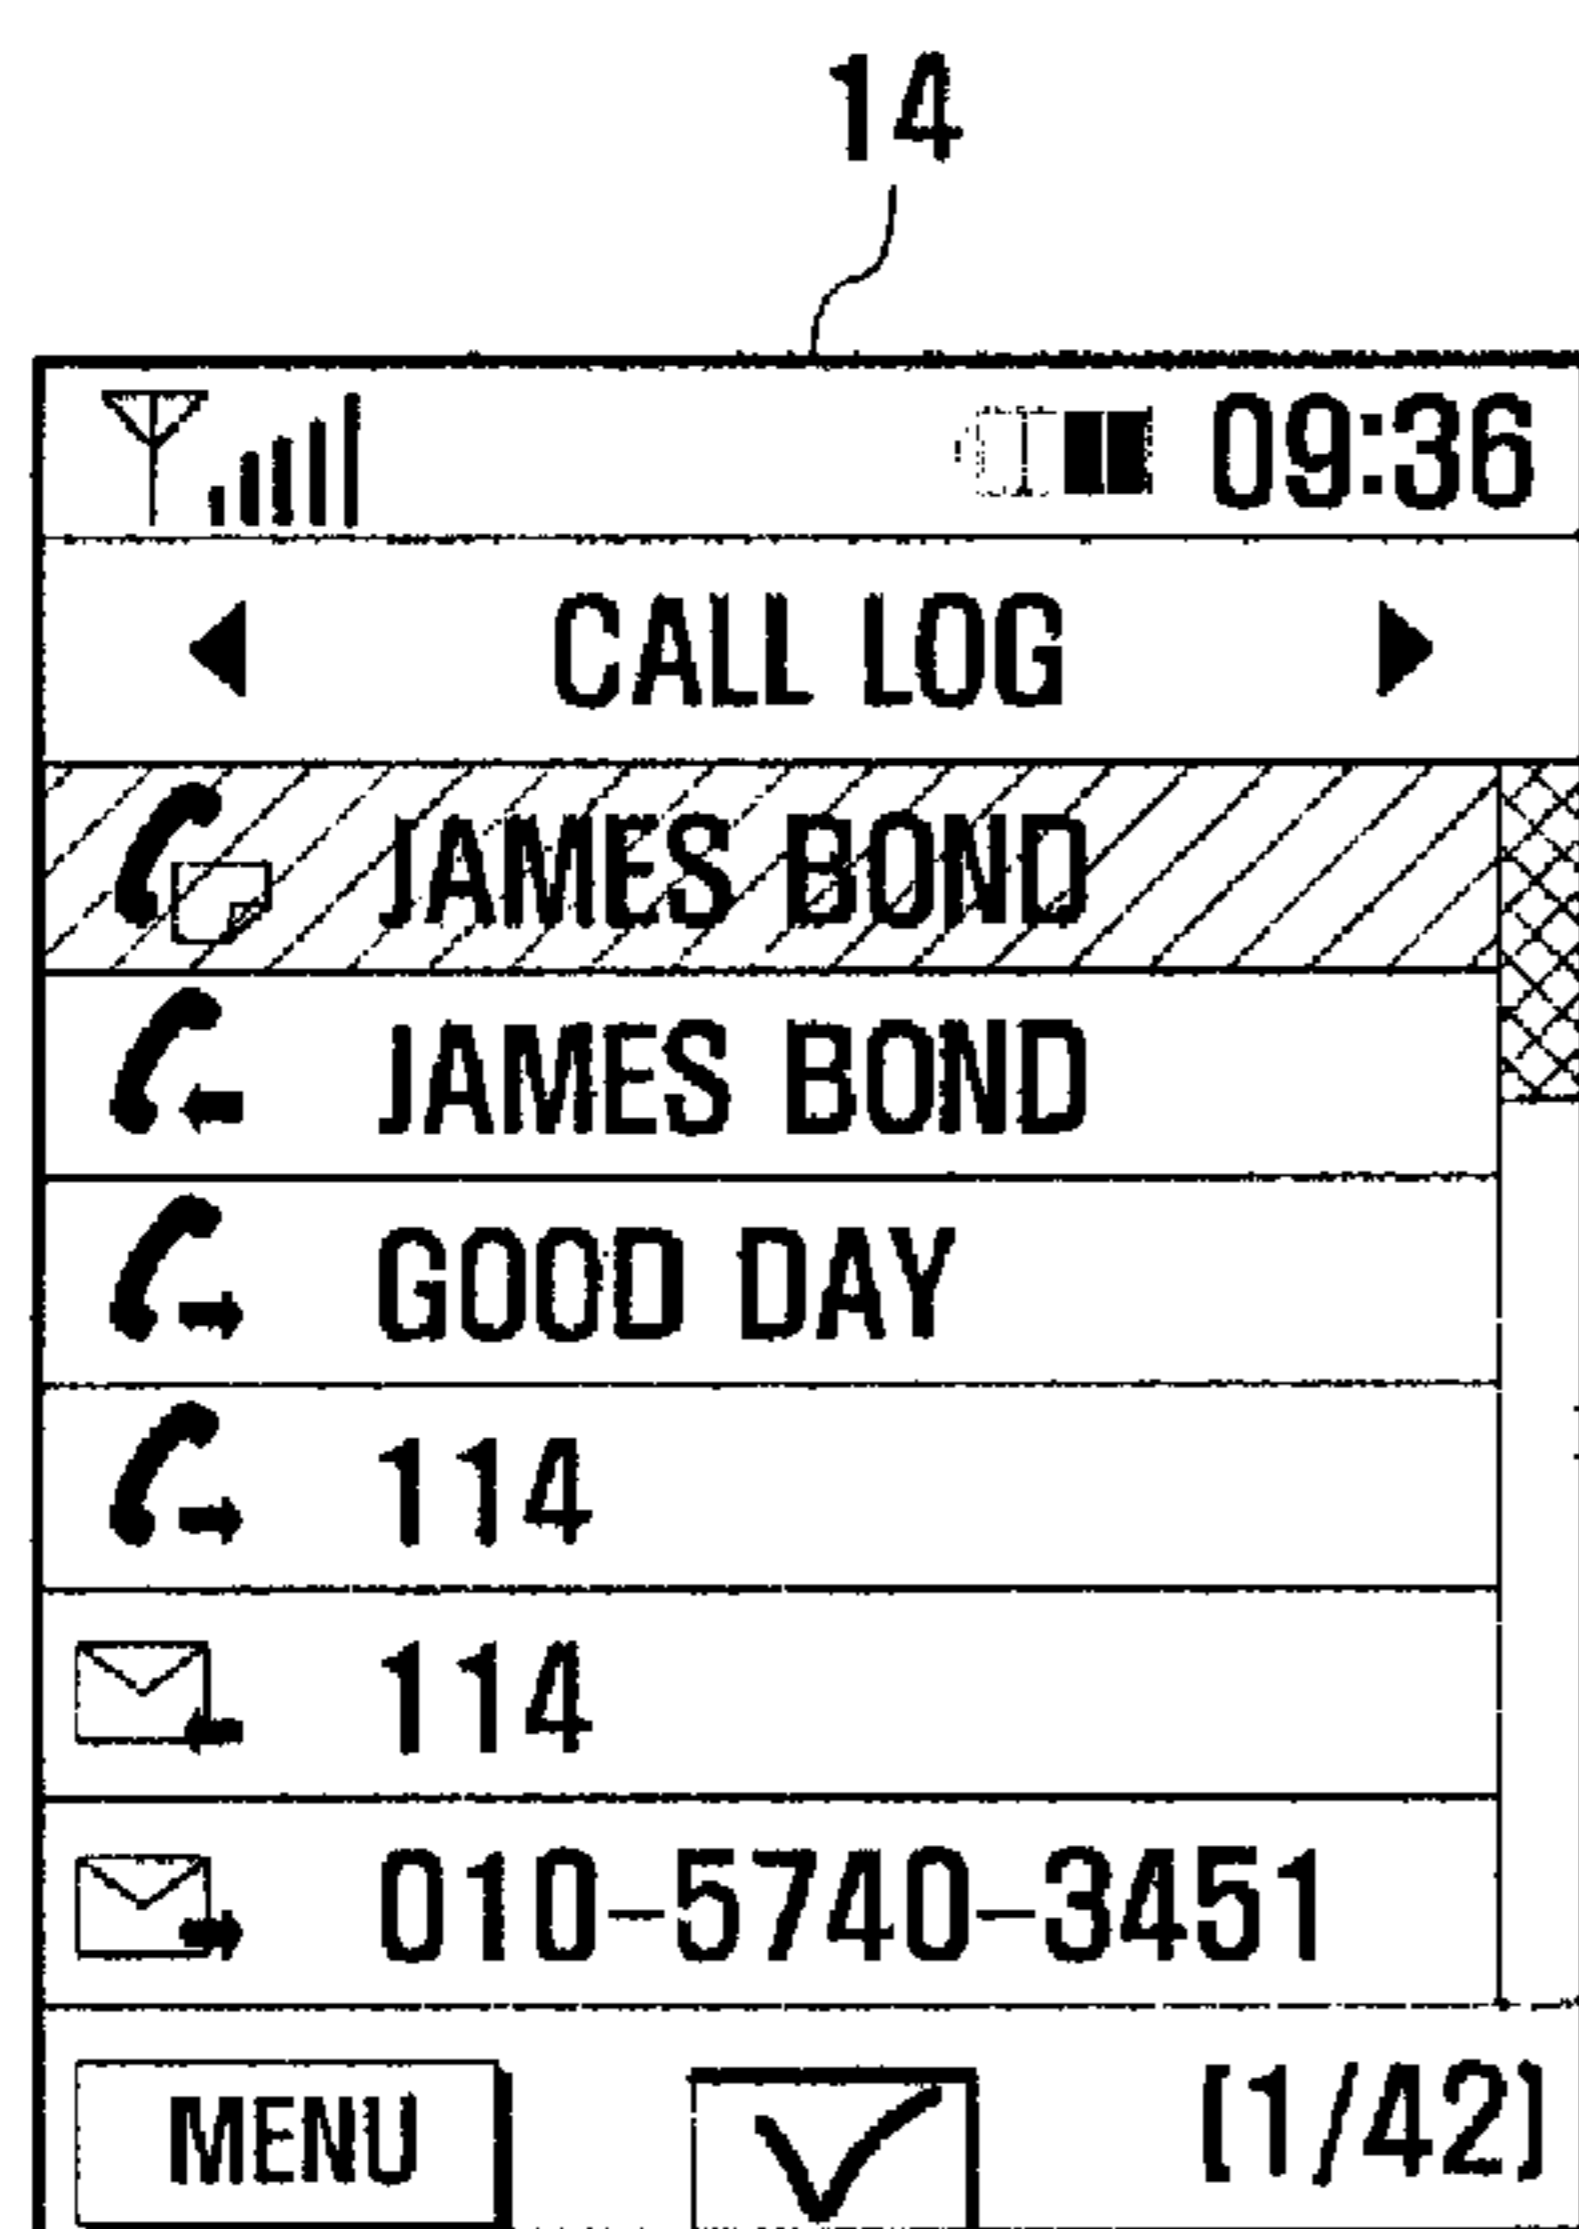 14
09:36
CALL LOG
JAMES BOND
JAMES BOND
GOOD DAY
114
114
010-5740-3451
MENU [1/42]